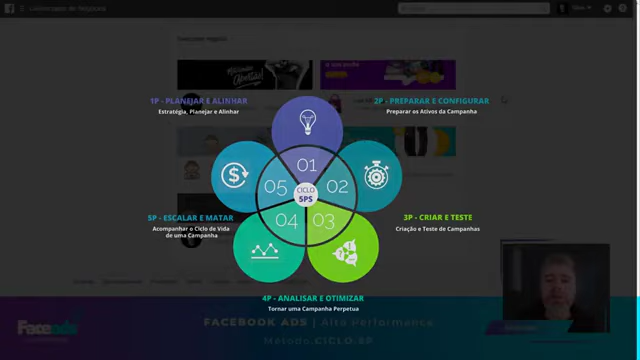 1P - PLANEJAR E ALINHAR
Estratégia, Planejar e Alinhar
2P - PREPARAR E CONFIGURAR
Preparar os Ativos da Campanha
01
02
03
04
05
CICLO
5PS
5P - ESCALAR E MATAR
Acompanhar o Ciclo de Vida
de uma Campanha
3P - CRIAR E TESTE
Criação e Teste de Campanhas
4P - ANALISAR E OTIMIZAR
Tornar uma Campanha Perpetua
Faceads
FACEBOOK ADS | Alta Performance
Método.CICLO.5P